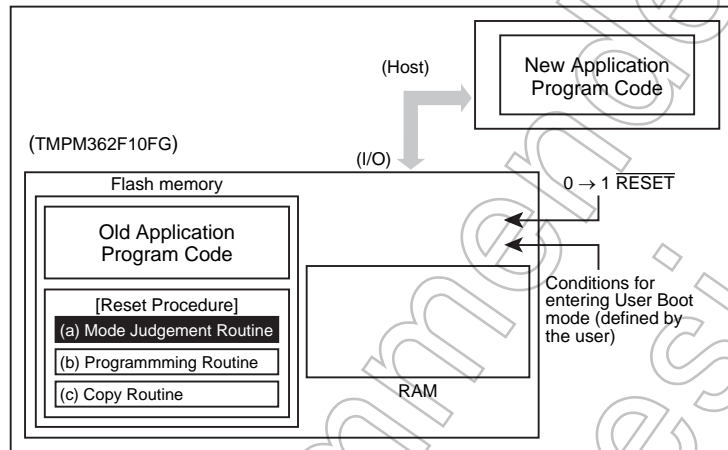 (Host)
New Application
Program Code
(TMPM362F10FG)
(I/O)
Flash memory
0 → 1 RESET
Old Application
Program Code
[Reset Procedure]
(a) Mode Judgement Routine
(b) Programmming Routine
(c) Copy Routine
Conditions for
entering User Boot
mode (defined by
the user)
RAM